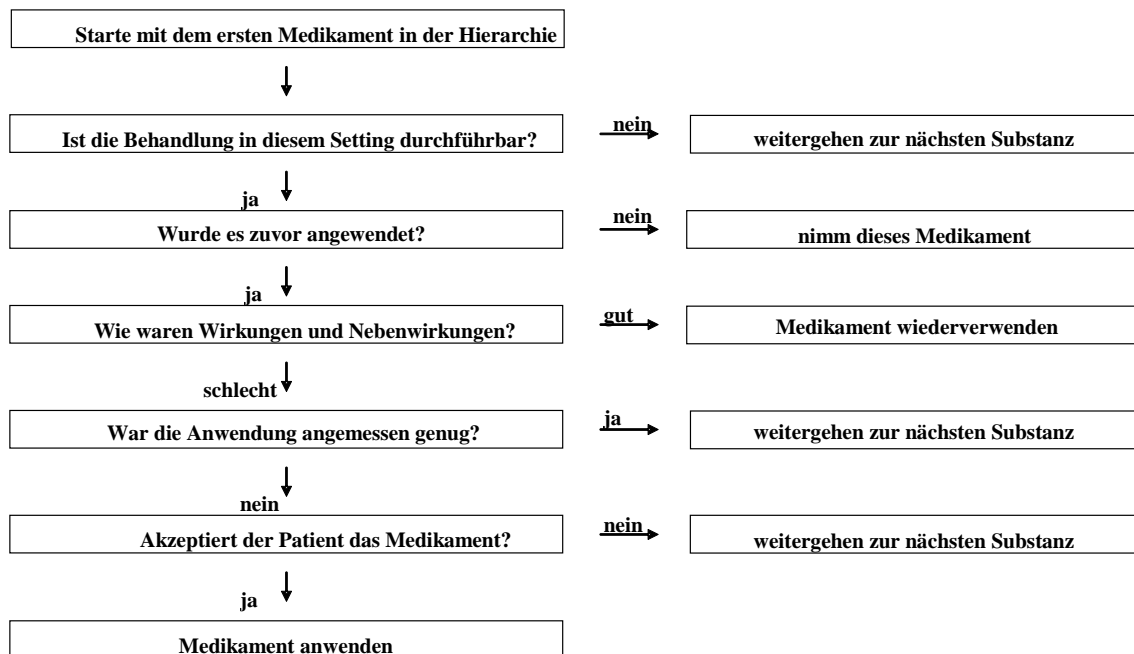 Starte mit dem ersten Medikament in der Hierarchie
Ist die Behandlung in diesem Setting durchführbar?
nein
weitergehen zur nächsten Substanz
ja
Wurde es zuvor angewendet?
nein
nimm dieses Medikament
ja
Wie waren Wirkungen und Nebenwirkungen?
gut
Medikament wiederverwenden
schlecht
War die Anwendung angemessen genug?
ja
weitergehen zur nächsten Substanz
nein
Akzeptiert der Patient das Medikament?
nein
weitergehen zur nächsten Substanz
ja
Medikament anwenden